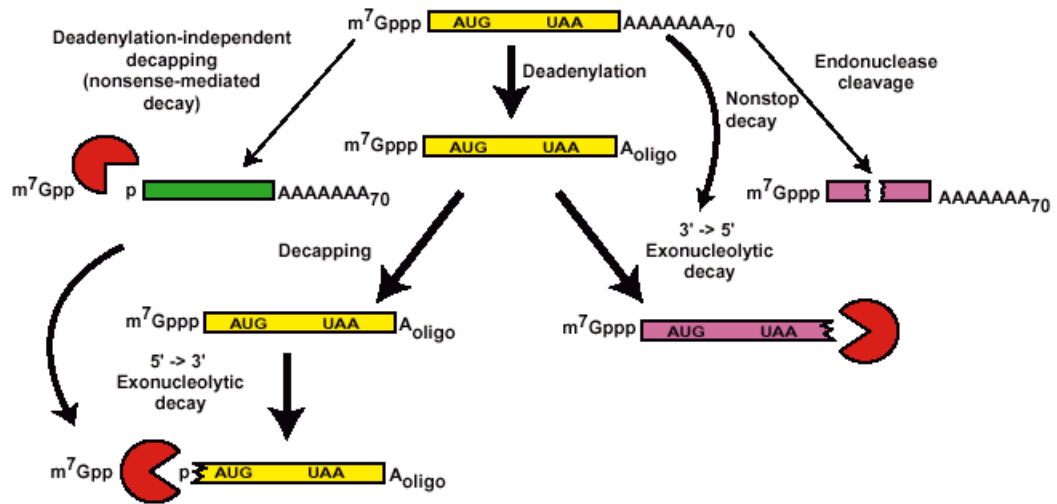 m⁷Gppp AUG UAA AAAAAAA₇₀
Deadenylation-independent
decapping
(nonsense-mediated
decay)
Deadenylation
Endonuclease
cleavage
Nonstop
decay
m⁷Gppp AUG UAA Aoligo
m⁷Gpp p AAAAAAA₇₀
m⁷Gppp AAAAAAA₇₀
Decapping
3' -> 5'
Exonucleolytic
decay
m⁷Gppp AUG UAA Aoligo
m⁷Gppp AUG UAA
5' -> 3'
Exonucleolytic
decay
m⁷Gpp p AUG UAA Aoligo